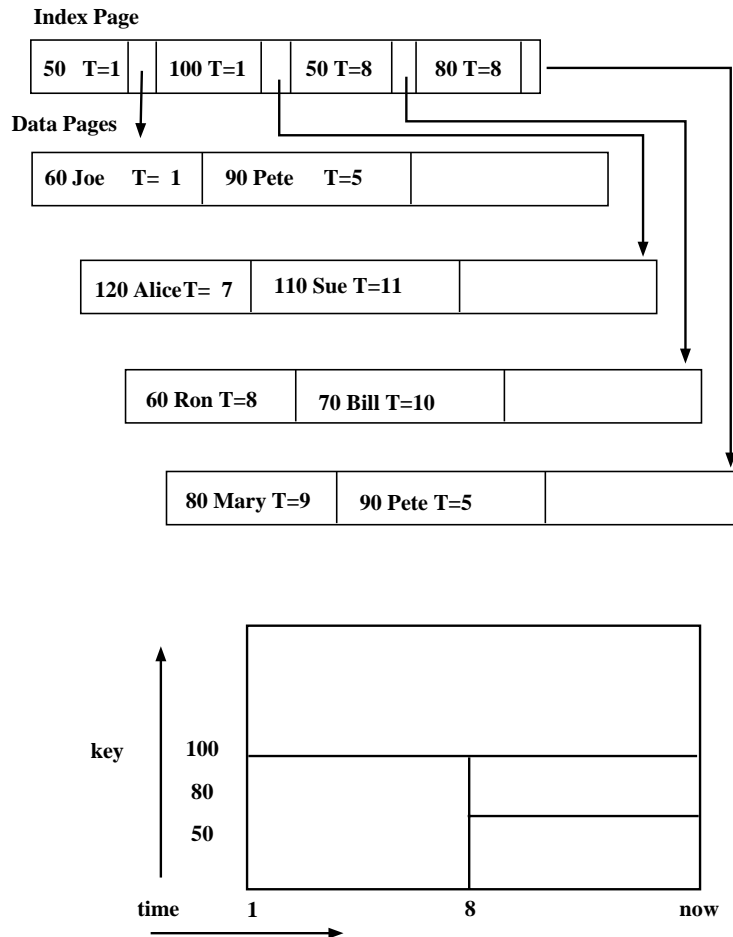 Index Page
50 T=1 100 T=1 50 T=8 80 T=8
Data Pages
60 Joe T= 1 90 Pete T=5
120 Alice T= 7 110 Sue T=11
60 Ron T=8 70 Bill T=10
80 Mary T=9 90 Pete T=5
key
100
80
50
time 1 8 now